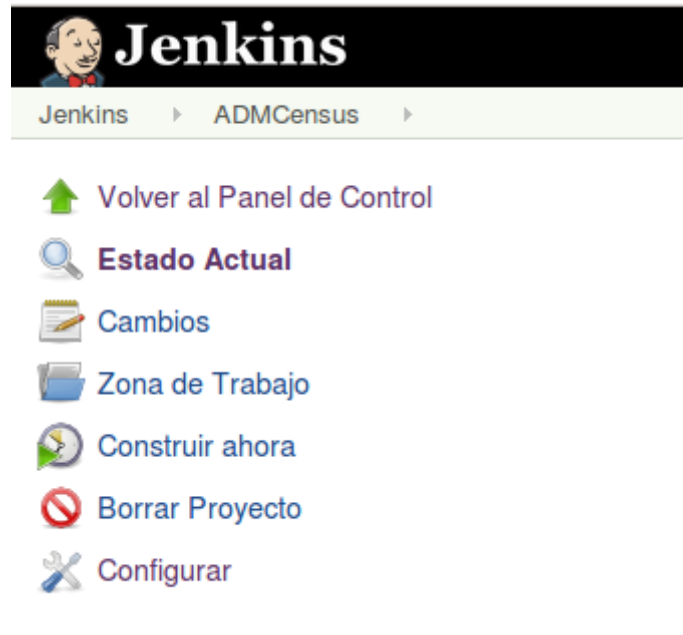 Jenkins
Jenkins ADMCensus
Volver al Panel de Control
Estado Actual
Cambios
Zona de Trabajo
Construir ahora
Borrar Proyecto
Configurar